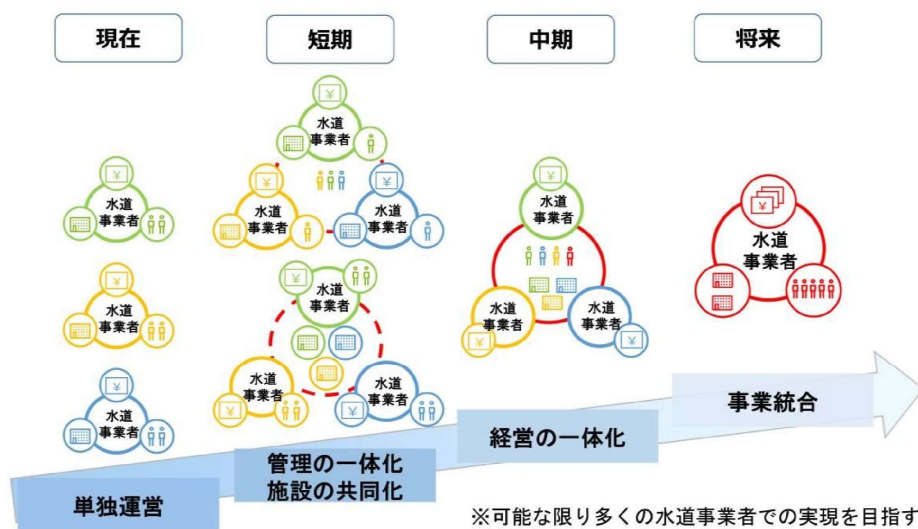 現在
短期
中期
将来
水道
事業者
水道
事業者
水道
事業者
¥
水道
事業者
¥
水道
事業者
¥
水道
事業者
¥
¥
水道
事業者
¥
水道
事業者
¥
水道
事業者
¥
¥
水道
事業者
水道
事業者
¥
水道
事業者
¥
¥
¥
水道
事業者
¥
単独運営
管理の一体化
施設の共同化
経営の一体化
事業統合
※可能な限り多くの水道事業者での実現を目指す